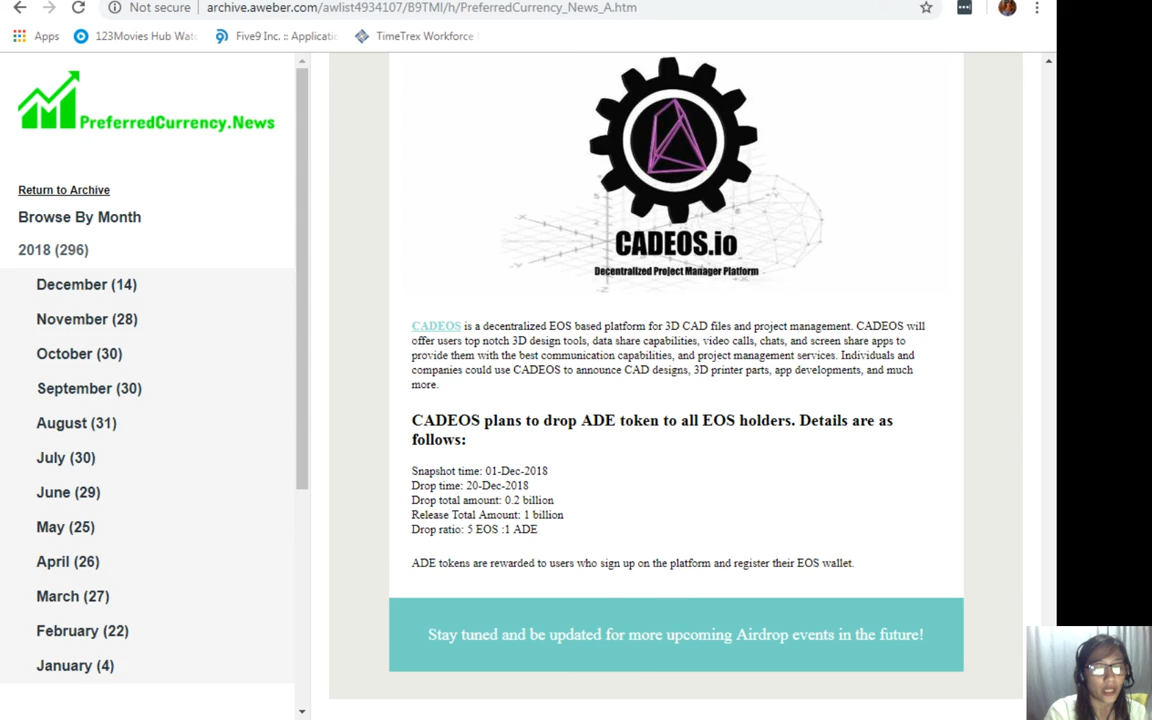 Not secure archive.aweber.com/awlist4934107/B9TMI/h/PreferredCurrency_News_A.htm
Apps 123Movies Hub Watc Five9 Inc. :: Applicati TimeTrex Workforce
PreferredCurrency.News
Return to Archive
Browse By Month
2018 (296)
December (14)
November (28)
October (30)
September (30)
August (31)
July (30)
June (29)
May (25)
April (26)
March (27)
February (22)
January (4)
CADEOS.io
Decentralized Project Manager Platform
CADEOS is a decentralized EOS based platform for 3D CAD files and project management. CADEOS will
offer users top notch 3D design tools, data share capabilities, video calls, chats, and screen share apps to
provide them with the best communication capabilities, and project management services. Individuals and
companies could use CADEOS to announce CAD designs, 3D printer parts, app developments, and much
more.
CADEOS plans to drop ADE token to all EOS holders. Details are as
follows:
Snapshot time: 01-Dec-2018
Drop time: 20-Dec-2018
Drop total amount: 0.2 billion
Release Total Amount: 1 billion
Drop ratio: 5 EOS :1 ADE
ADE tokens are rewarded to users who sign up on the platform and register their EOS wallet.
Stay tuned and be updated for more upcoming Airdrop events in the future!